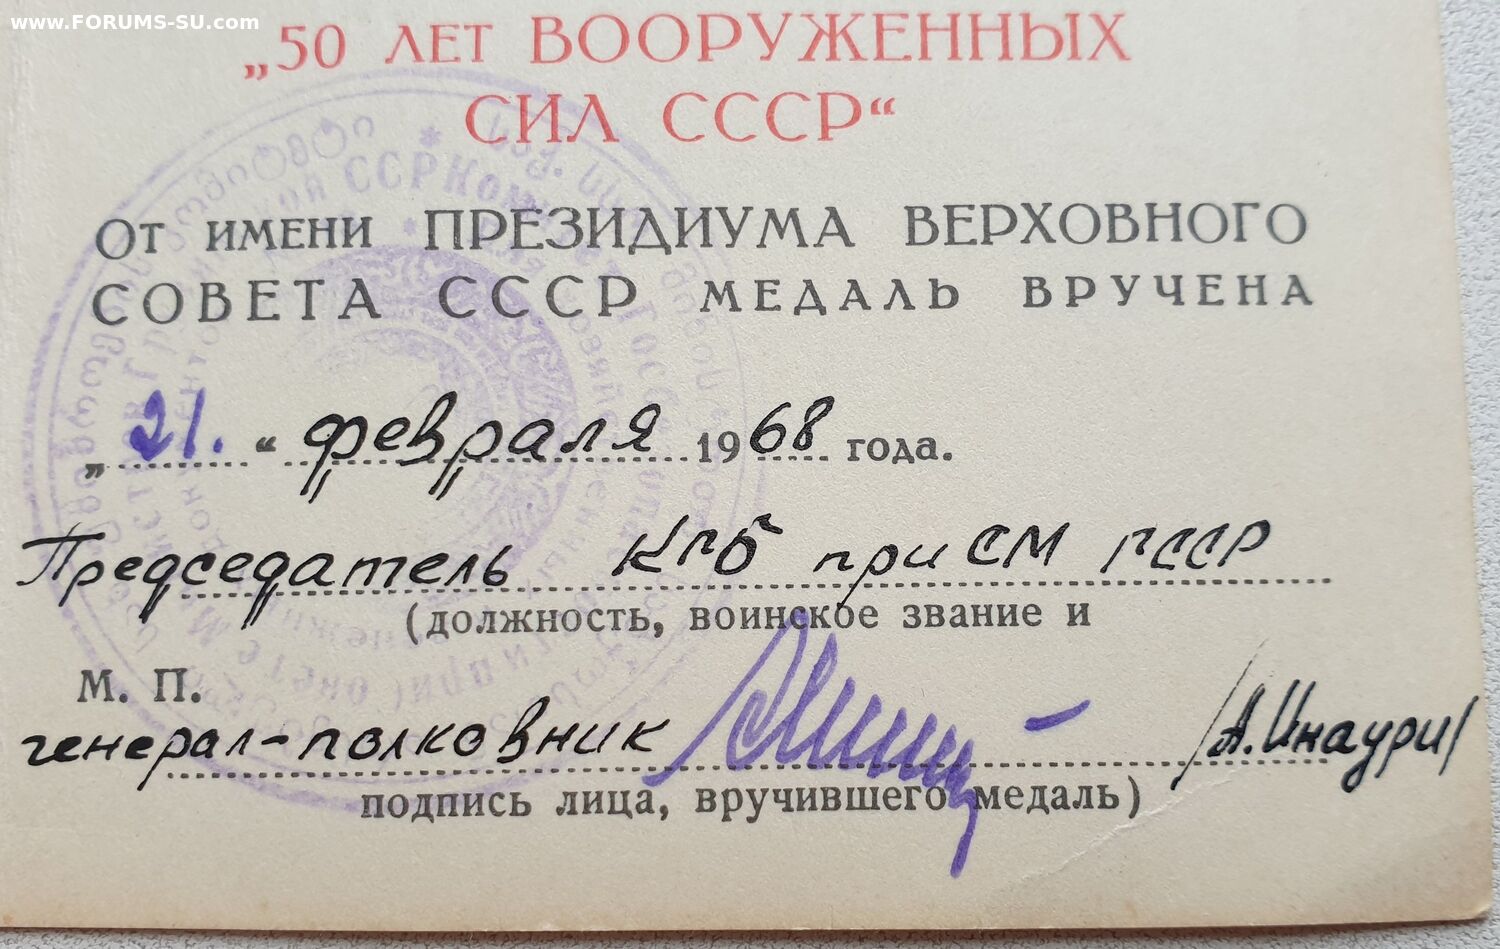 www.FORUMS-SU.com
„50 ЛЕТ ВООРУЖЕННЫХ
СИЛ СССР“
ОТ ИМЕНИ ПРЕЗИДИУМА ВЕРХОВНОГО
СОВЕТА СССР МЕДАЛЬ ВРУЧЕНА
„21.“ февраля 1968 года.
Председатель КГБ при СМ ГССР
(должность, воинское звание и
М. П.
генерал-полковник /А. Инаури/
подпись лица, вручившего медаль)